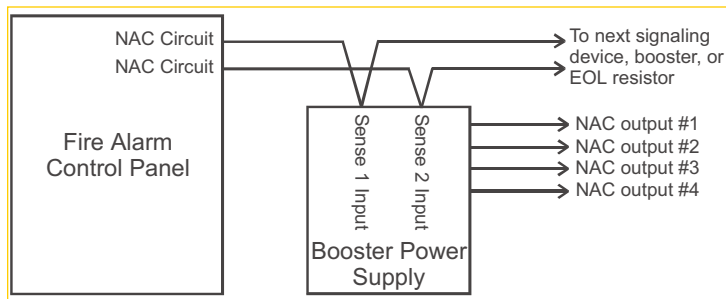 NAC Circuit
NAC Circuit
Fire Alarm
Control Panel
To next signaling
device, booster, or
EOL resistor
Sense 1 Input
Sense 2 Input
NAC output #1
NAC output #2
NAC output #3
NAC output #4
Booster Power
Supply